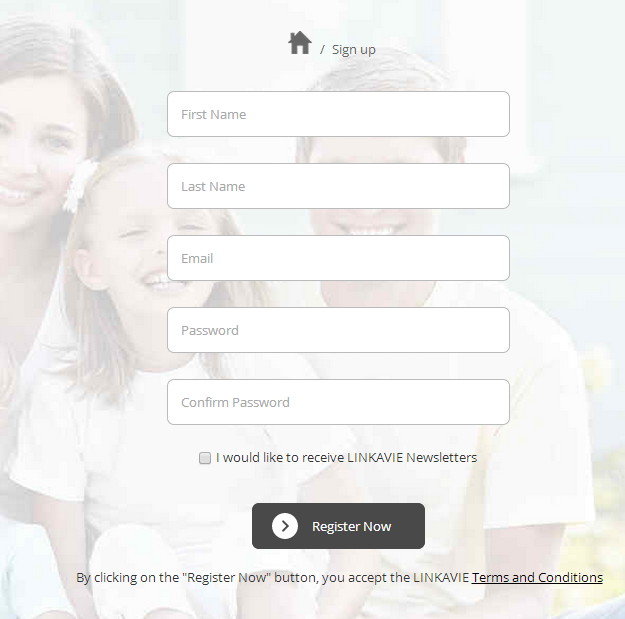 / Sign up
First Name
Last Name
Email
Password
Confirm Password
I would like to receive LINKAVIE Newsletters
Register Now
By clicking on the "Register Now" button, you accept the LINKAVIE Terms and Conditions